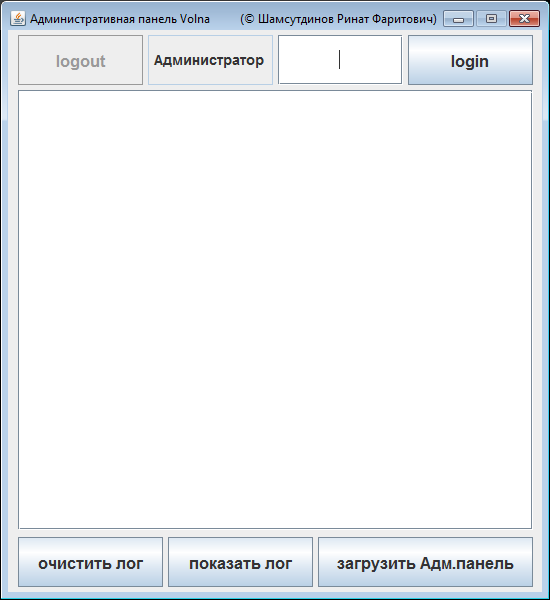 Административная панель Volna (© Шамсутдинов Ринат Фаритович)
logout Администратор login
очистить лог показать лог загрузить Адм.панель